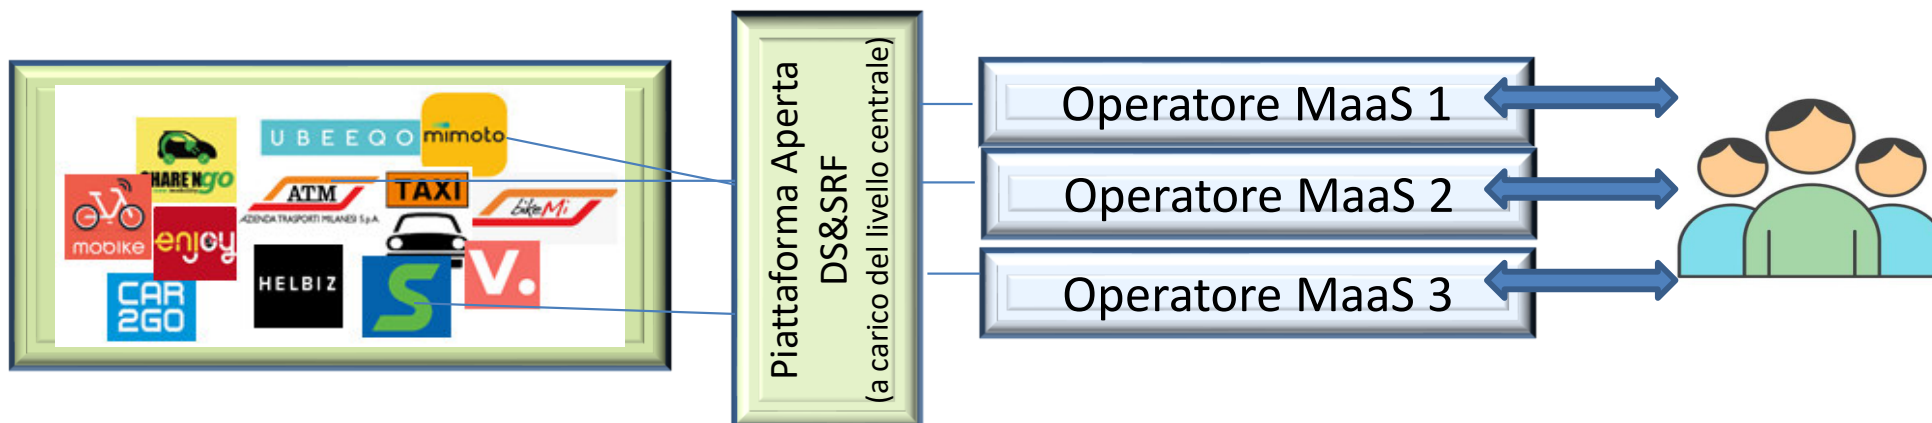 UBEEQO
mimoto
SHARE'NGO
ATM
AZIENDA TRASPORTI MILANESI S.p.A.
TAXI
bikeMi
mobike
enjoy
HELBIZ
CAR
2GO
S
V.
Piattaforma Aperta
DS&SRF
(a carico del livello centrale)
Operatore MaaS 1
Operatore MaaS 2
Operatore MaaS 3